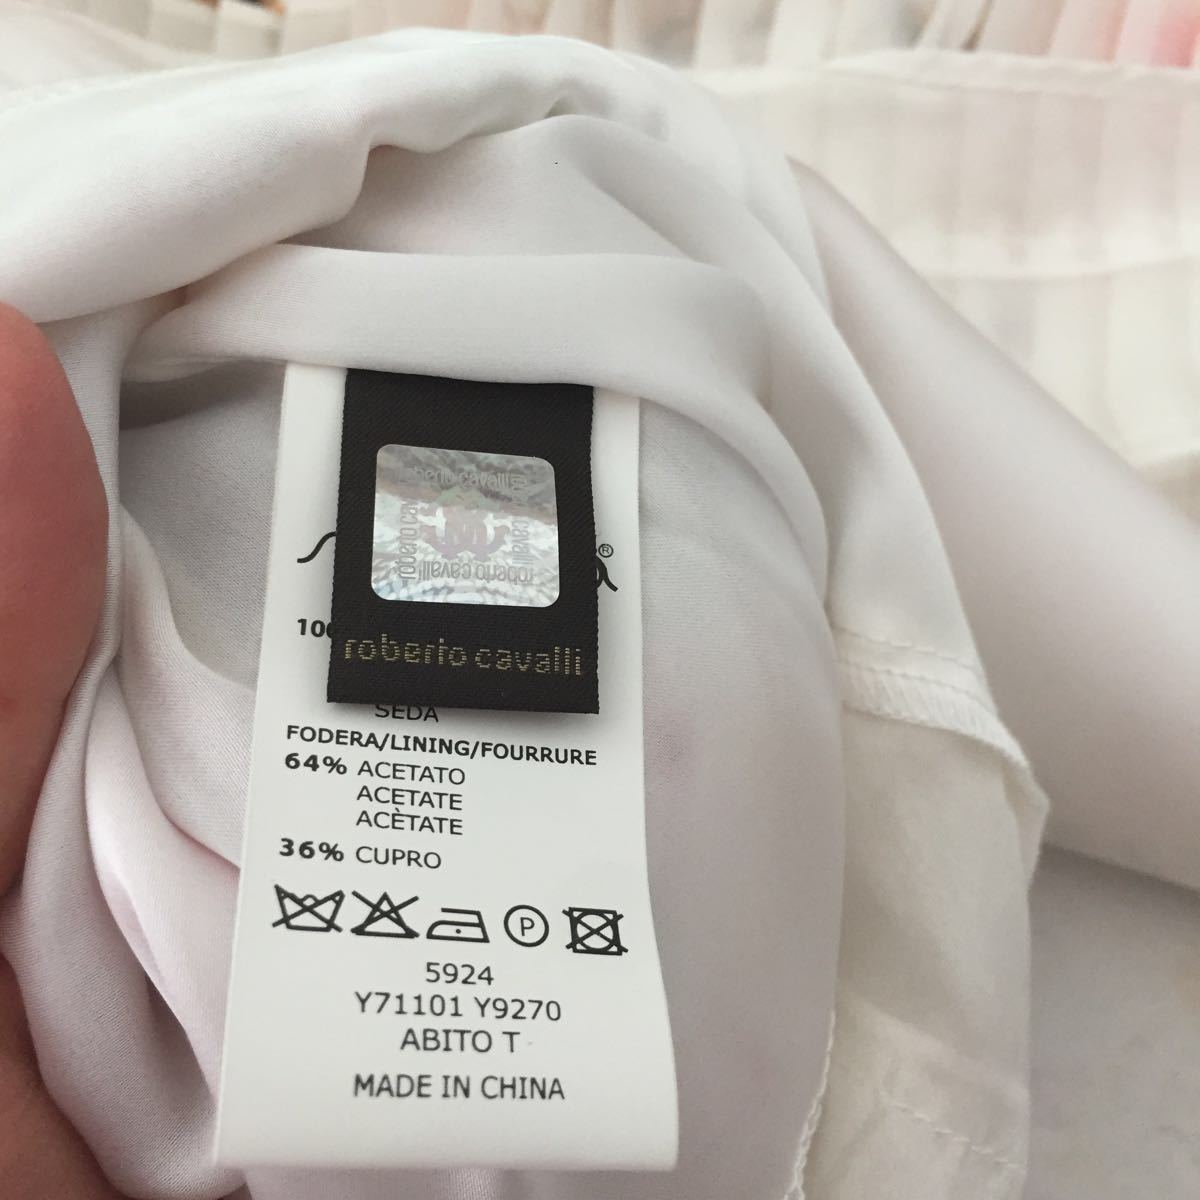 roberto cavalli
roberto cavalli
roberto cavalli
®
100
roberto cavalli
SEDA
FODERA/LINING/FOURRURE
64% ACETATO
ACETATE
ACÈTATE
36% CUPRO
P
5924
Y71101 Y9270
ABITO T
MADE IN CHINA